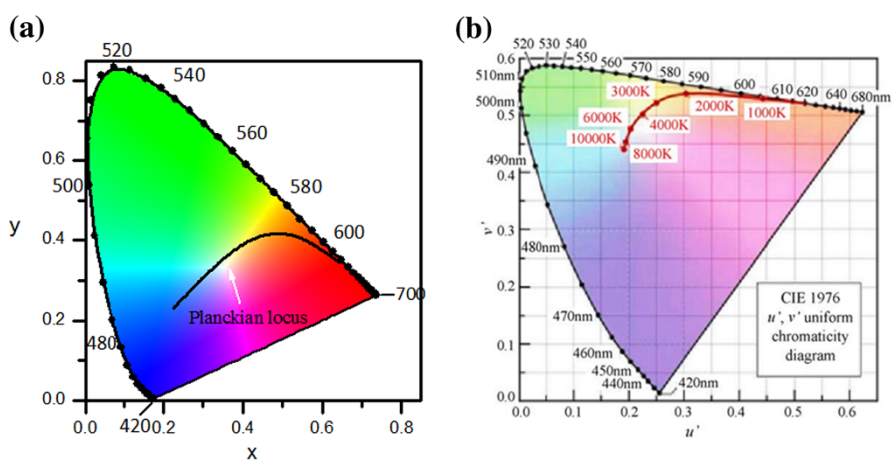 (a)
520
540
560
580
600
700
500
480
420
0.8
0.6
0.4
0.2
0.0
y
0.0 0.2 0.4 0.6 0.8
x
Planckian locus
(b)
520 530 540
550 560 570 580 590 600 610 620 640 680nm
510nm
500nm
490nm
480nm
470nm
460nm
450nm
440nm
420nm
3000K
2000K
1000K
6000K
4000K
10000K
8000K
0.6
0.5
0.4
0.3
0.2
0.1
0.0
v'
0 0.1 0.2 0.3 0.4 0.5 0.6
u'
CIE 1976
u', v' uniform
chromaticity
diagram